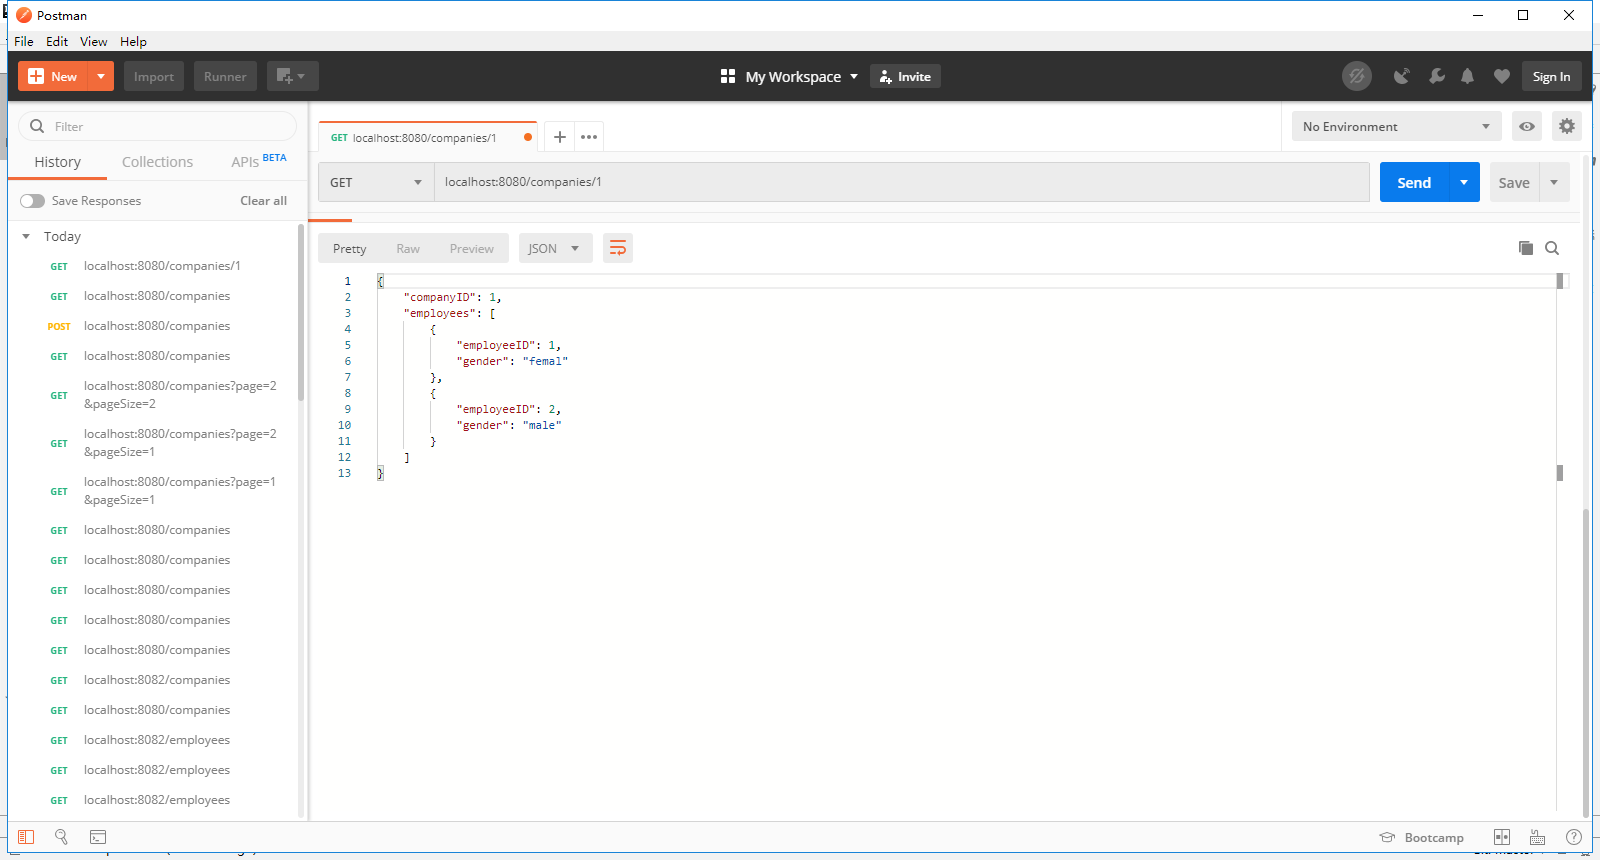 Postman
File Edit View Help
New Import Runner My Workspace Invite Sign In
Filter
History Collections APIs BETA
Save Responses Clear all
Today
GET localhost:8080/companies/1
GET localhost:8080/companies
POST localhost:8080/companies
GET localhost:8080/companies
GET localhost:8080/companies?page=2
&pageSize=2
GET localhost:8080/companies?page=2
&pageSize=1
GET localhost:8080/companies?page=1
&pageSize=1
GET localhost:8080/companies
GET localhost:8080/companies
GET localhost:8080/companies
GET localhost:8080/companies
GET localhost:8080/companies
GET localhost:8082/companies
GET localhost:8080/companies
GET localhost:8082/employees
GET localhost:8082/employees
GET localhost:8082/employees
GET localhost:8080/companies/1
No Environment
GET localhost:8080/companies/1 Send Save
Pretty Raw Preview JSON
1 {
2 "companyID": 1,
3 "employees": [
4 {
5 "employeeID": 1,
6 "gender": "femal"
7 },
8 {
9 "employeeID": 2,
10 "gender": "male"
11 }
12 ]
13 }
Bootcamp